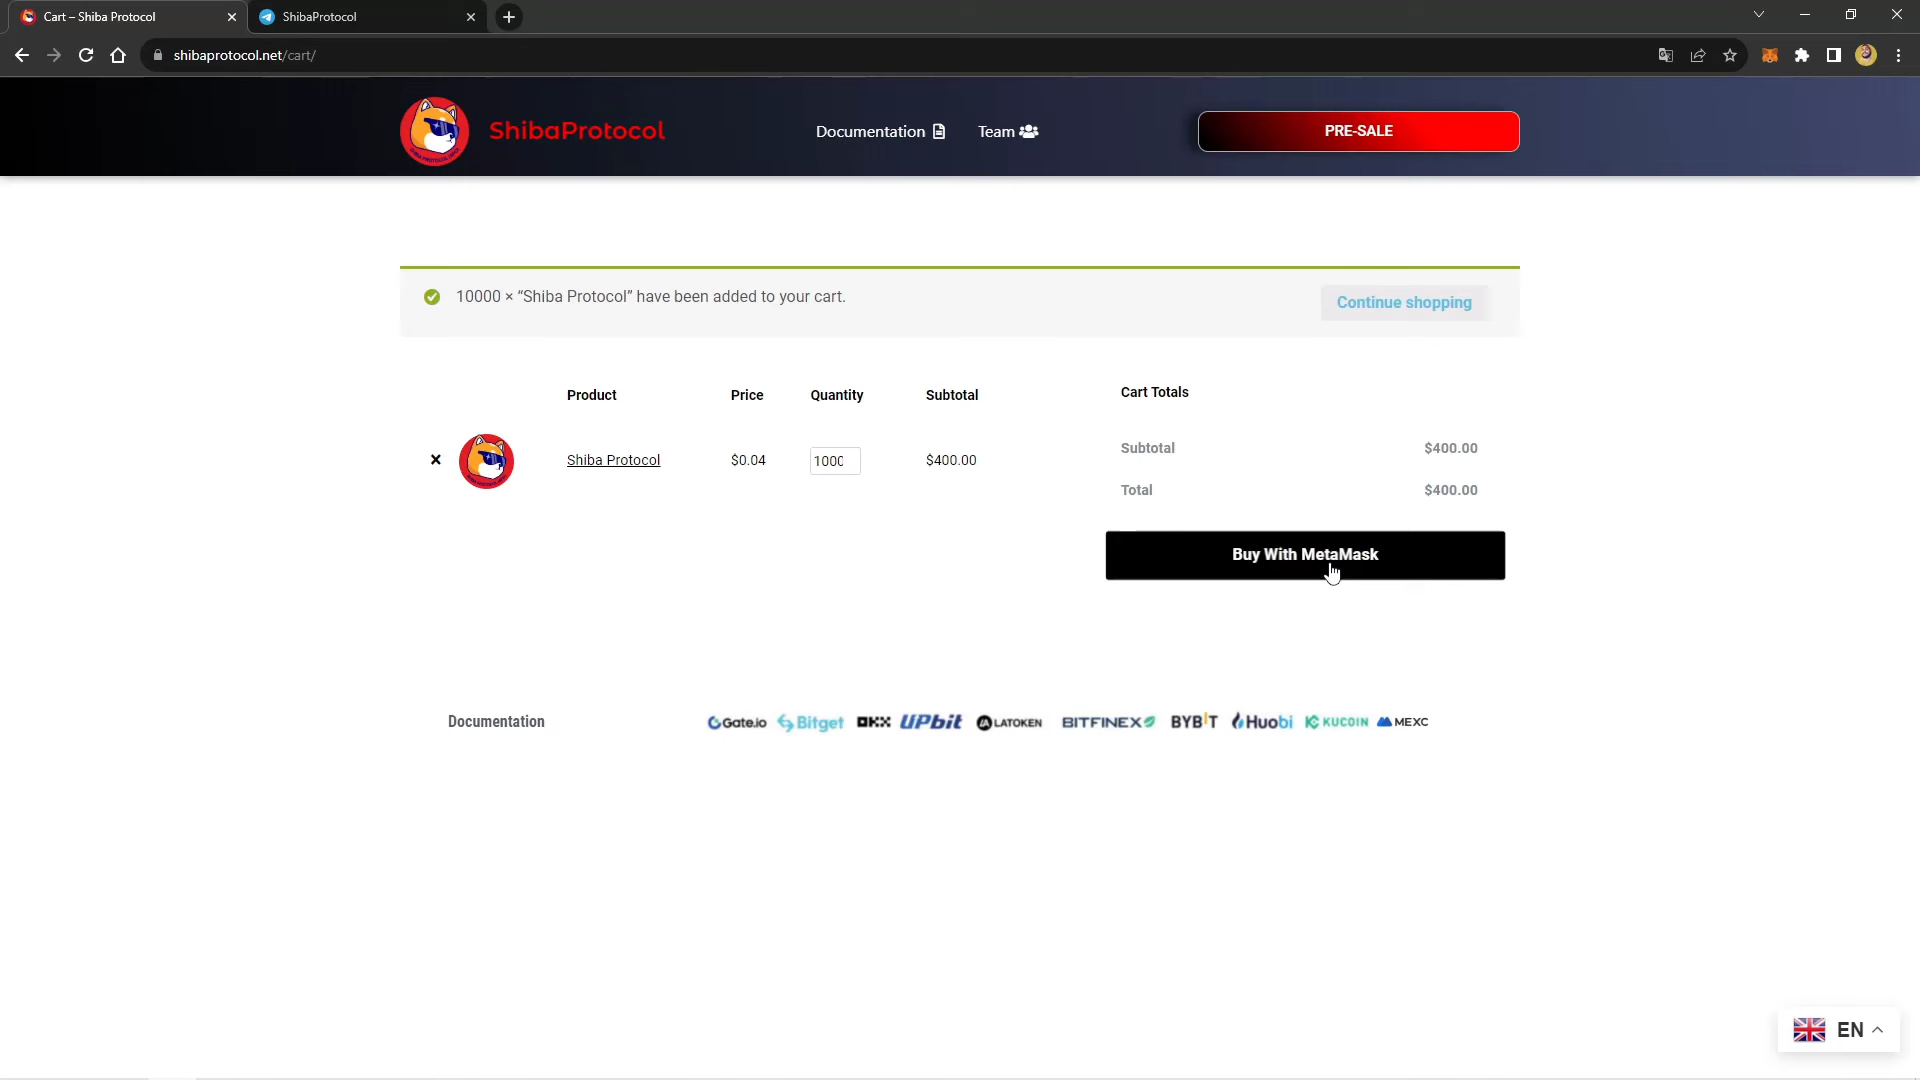 Cart – Shiba Protocol
ShibaProtocol
shibaprotocol.net/cart/
ShibaProtocol
Documentation
Team
PRE-SALE
10000 × “Shiba Protocol” have been added to your cart.
Continue shopping
Product Price Quantity Subtotal
Shiba Protocol $0.04 1000 $400.00
Cart Totals
Subtotal $400.00
Total $400.00
Buy With MetaMask
Documentation
Gate.io Bitget OKX UPbit LATOKEN BITFINEX BYBIT Huobi KUCOIN MEXC
EN